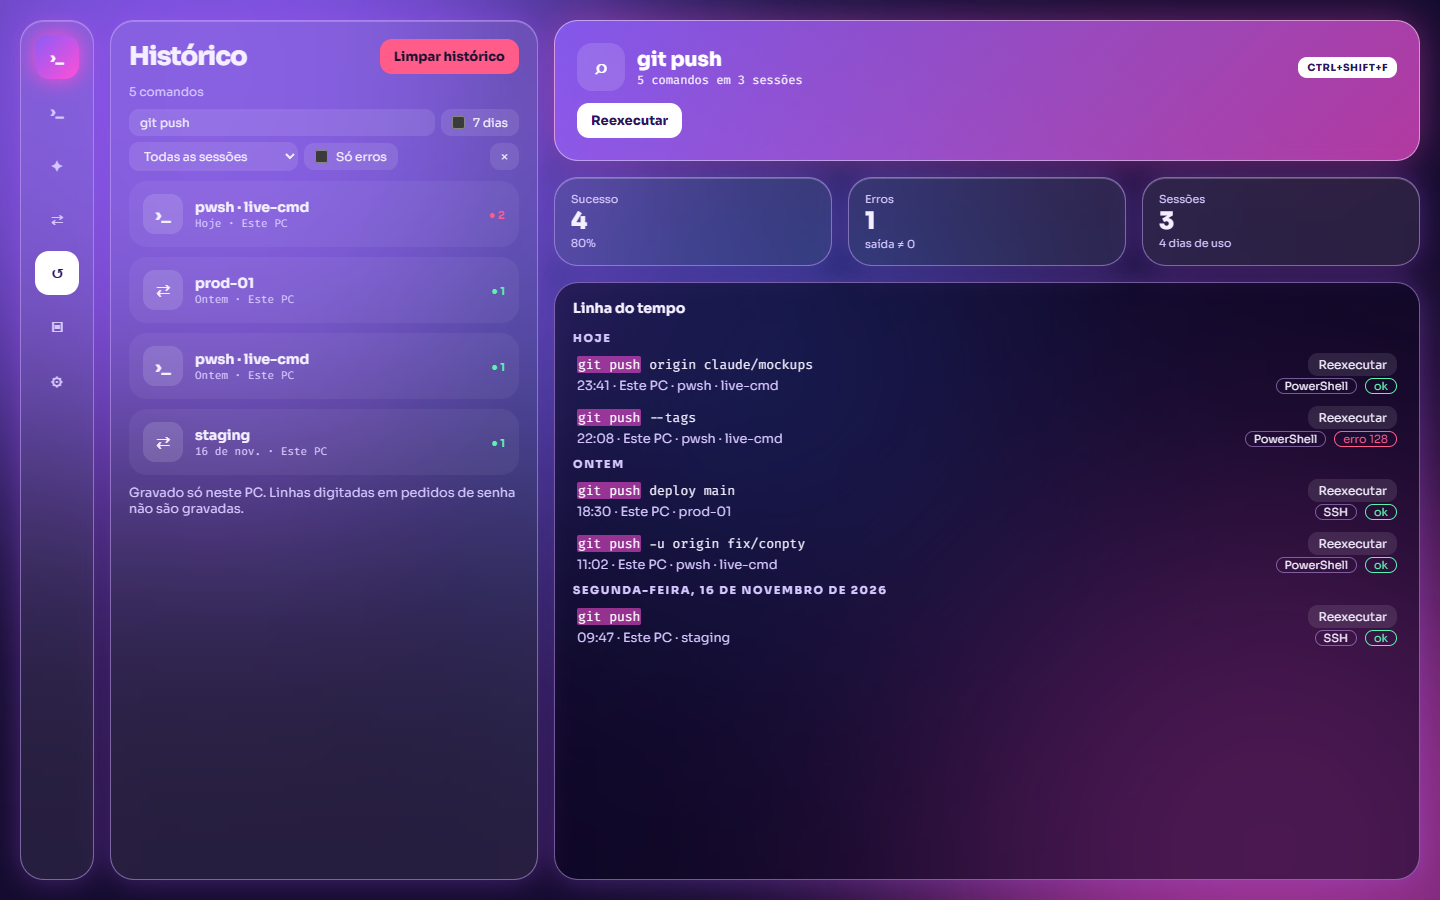 Histórico
Limpar histórico
5 comandos
git push
7 dias
Todas as sessões
Só erros
×
pwsh · live-cmd
Hoje · Este PC
2
prod-01
Ontem · Este PC
1
pwsh · live-cmd
Ontem · Este PC
1
staging
16 de nov. · Este PC
1
Gravado só neste PC. Linhas digitadas em pedidos de senha
não são gravadas.
git push
5 comandos em 3 sessões
CTRL+SHIFT+F
Reexecutar
Sucesso
4
80%
Erros
1
saída ≠ 0
Sessões
3
4 dias de uso
Linha do tempo
HOJE
git push origin claude/mockups
Reexecutar
23:41 · Este PC · pwsh · live-cmd
PowerShell
ok
git push --tags
Reexecutar
22:08 · Este PC · pwsh · live-cmd
PowerShell
erro 128
ONTEM
git push deploy main
Reexecutar
18:30 · Este PC · prod-01
SSH
ok
git push -u origin fix/conpty
Reexecutar
11:02 · Este PC · pwsh · live-cmd
PowerShell
ok
SEGUNDA-FEIRA, 16 DE NOVEMBRO DE 2026
git push
Reexecutar
09:47 · Este PC · staging
SSH
ok